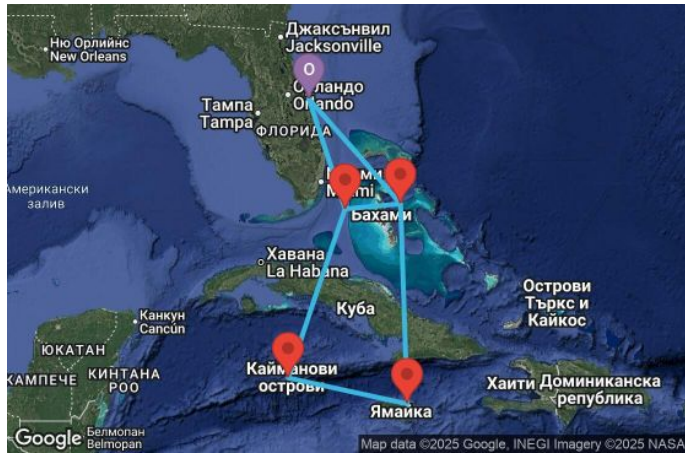 Джаксънвил
Jacksonville
Ню Орлийнс
New Orleans
О
Орландо
Orlando
Тампа
Tampa
ФЛОРИДА
Miami
Американски
залив
Бахами
Хавана
La Habana
Куба
Острови
Търкс и
Кайкос
Канкун
Cancún
ЮКАТАН
КАМПЕЧЕ
КИНТАНА
РОО
Кайманови
острови
Ямайка
Хаити
Доминиканска
република
Google
Белмопан
Belmopan
Map data ©2025 Google, INEGI Imagery ©2025 NASA